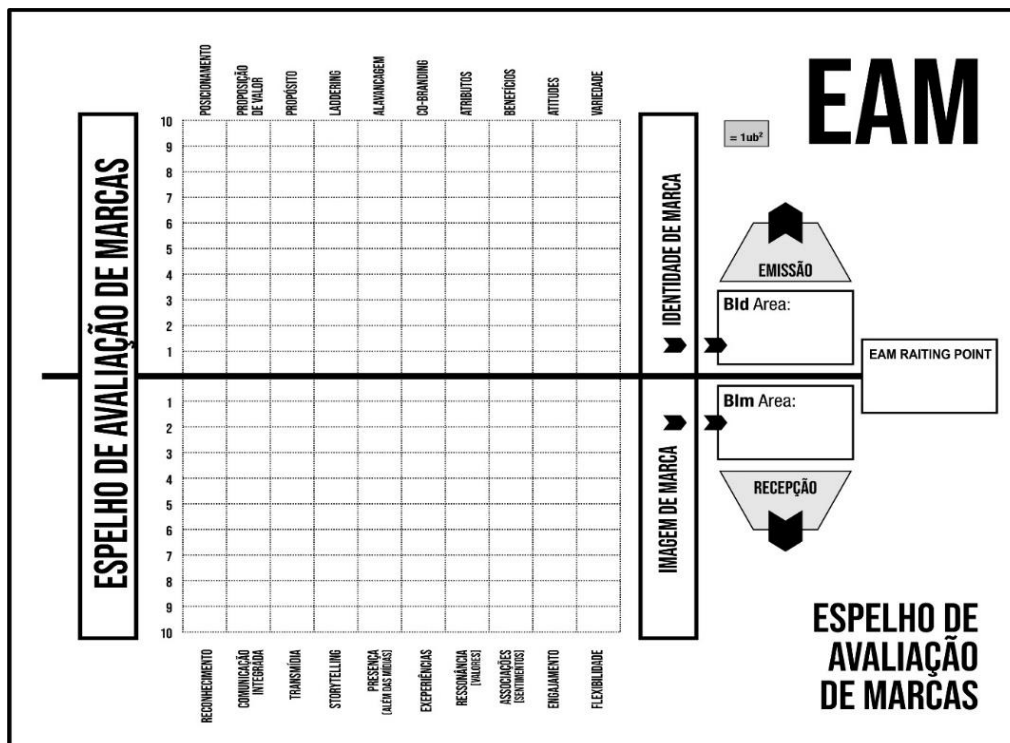 POSICIONAMENTO
PROPOSIÇÃO
DE VALOR
PROPÓSITO
LADDERING
ALAVANCAGEM
CO-BRANDING
ATRIBUTOS
BENEFÍCIOS
ATITUDES
VARIEDADE
EAM
= 1ub²
ESPELHO DE AVALIAÇÃO DE MARCAS
10
9
8
7
6
5
4
3
2
1
1
2
3
4
5
6
7
8
9
10
IDENTIDADE DE MARCA
IMAGEM DE MARCA
EMISSÃO
BId Area:
EAM RAITING POINT
BIm Area:
RECEPÇÃO
RECONHECIMENTO
COMUNICAÇÃO
INTEGRADA
TRANSMÍDIA
STORYTELLING
PRESENÇA
[ALÉM DAS MÍDIAS]
EXEPERIÊNCIAS
RESSONÂNCIA
[VALORES]
ASSOCIAÇÕES
[SENTIMENTOS]
ENGAJAMENTO
FLEXIBILIDADE
ESPELHO DE
AVALIAÇÃO
DE MARCAS